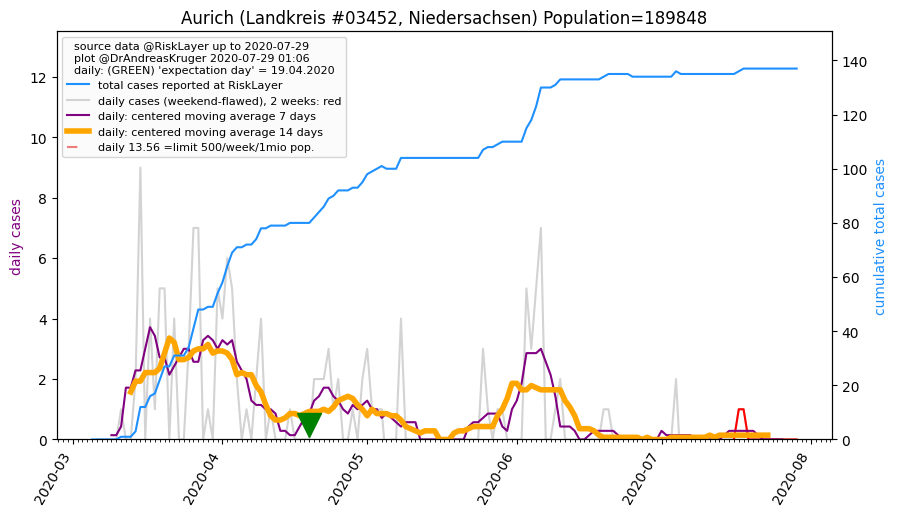 Aurich (Landkreis #03452, Niedersachsen) Population=189848
source data @RiskLayer up to 2020-07-29
plot @DrAndreasKruger 2020-07-29 01:06
daily: (GREEN) 'expectation day' = 19.04.2020
total cases reported at RiskLayer
daily cases (weekend-flawed), 2 weeks: red
daily: centered moving average 7 days
daily: centered moving average 14 days
daily 13.56 =limit 500/week/1mio pop.
daily cases
12
10
8
6
4
2
0
140
120
100
80
60
40
20
0
cumulative total cases
2020-03
2020-04
2020-05
2020-06
2020-07
2020-08